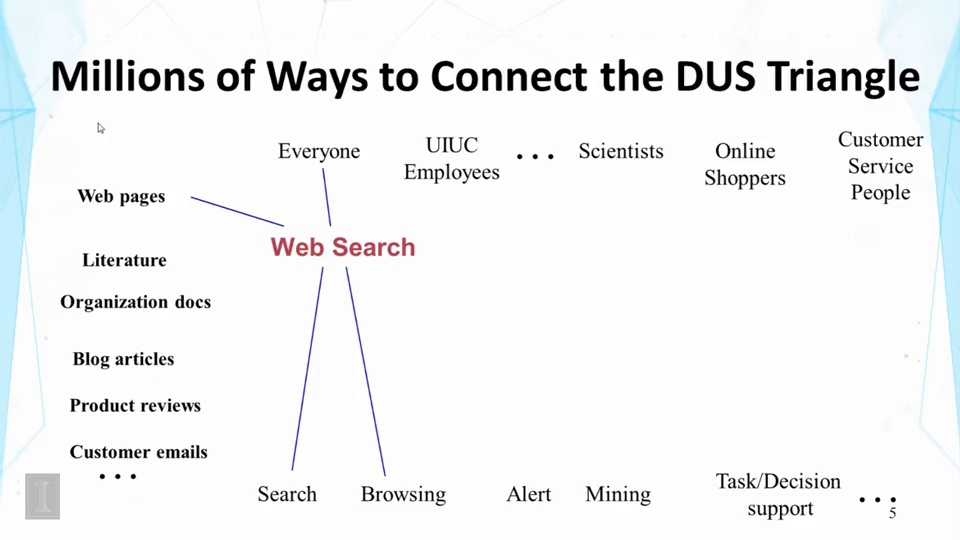 Millions of Ways to Connect the DUS Triangle
Everyone
UIUC
Employees
...
Scientists
Online
Shoppers
Customer
Service
People
Web pages
Web Search
Literature
Organization docs
Blog articles
Product reviews
Customer emails
...
Search
Browsing
Alert
Mining
Task/Decision
support
...
5